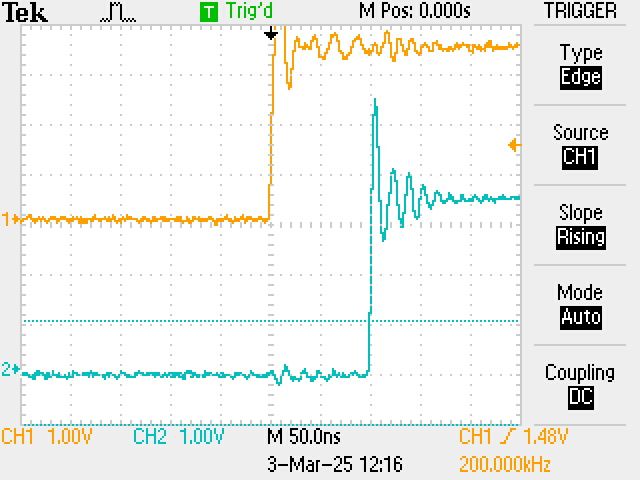 Tek T Trig'd M Pos: 0.000s TRIGGER
Type
Edge
Source
CH1
Slope
Rising
Mode
Auto
Coupling
DC
1
2
CH1 1.00V CH2 1.00V M 50.0ns CH1 1.48V
3-Mar-25 12:16 200.000kHz